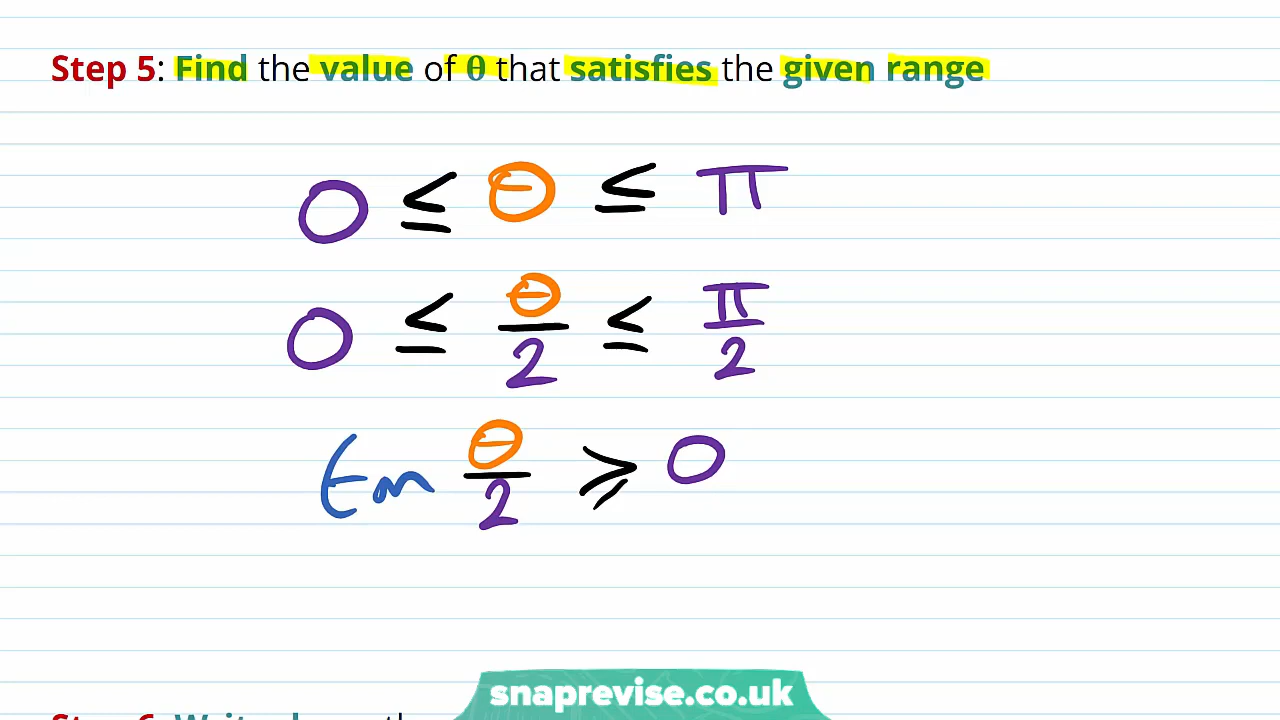 Step 5: Find the value of θ that satisfies the given range
0 ≤ θ ≤ π
0 ≤ θ/2 ≤ π/2
tan θ/2 ≥ 0
snaprevise.co.uk